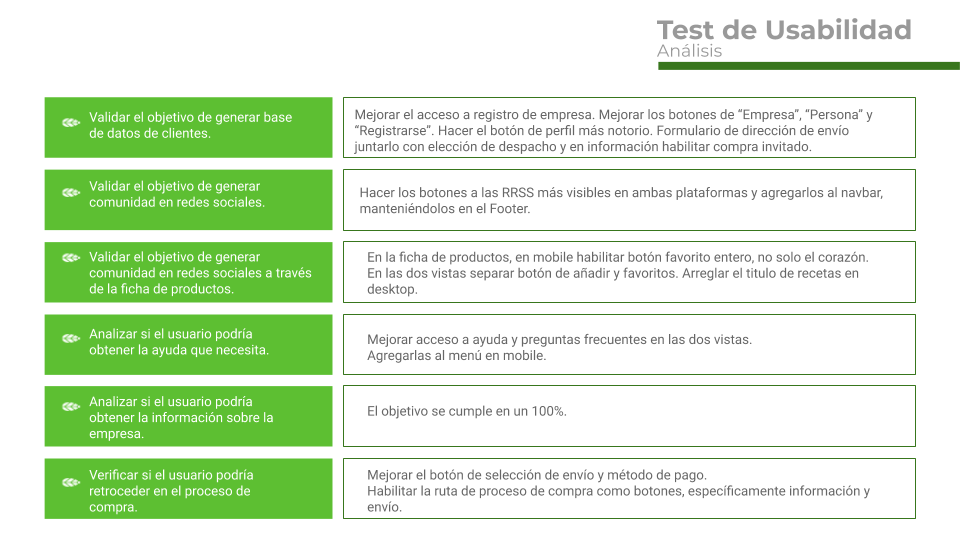 Test de Usabilidad
Análisis
Validar el objetivo de generar base
de datos de clientes.
Mejorar el acceso a registro de empresa. Mejorar los botones de “Empresa”, “Persona” y
“Registrarse”. Hacer el botón de perfil más notorio. Formulario de dirección de envío
juntarlo con elección de despacho y en información habilitar compra invitado.
Validar el objetivo de generar
comunidad en redes sociales.
Hacer los botones a las RRSS más visibles en ambas plataformas y agregarlos al navbar,
manteniéndolos en el Footer.
Validar el objetivo de generar
comunidad en redes sociales a través
de la ficha de productos.
En la ficha de productos, en mobile habilitar botón favorito entero, no solo el corazón.
En las dos vistas separar botón de añadir y favoritos. Arreglar el titulo de recetas en
desktop.
Analizar si el usuario podría
obtener la ayuda que necesita.
Mejorar acceso a ayuda y preguntas frecuentes en las dos vistas.
Agregarlas al menú en mobile.
Analizar si el usuario podría
obtener la información sobre la
empresa.
El objetivo se cumple en un 100%.
Verificar si el usuario podría
retroceder en el proceso de
compra.
Mejorar el botón de selección de envío y método de pago.
Habilitar la ruta de proceso de compra como botones, específicamente información y
envío.